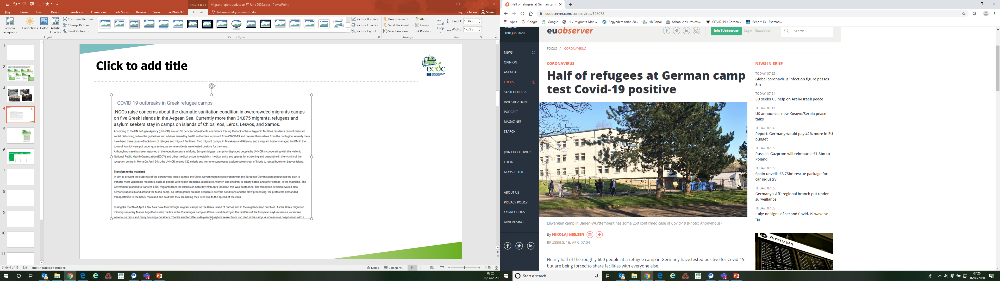 Picture Tools
Migrant report update to RT June 2020.pptx - PowerPoint
File
Home
Insert
Design
Transitions
Animations
Slide Show
Review
View
EndNote X7
Format
Tell me what you want to do...
Teymur Noori
Share
Remove Background
Corrections
Color
Artistic Effects
Compress Pictures
Change Picture
Reset Picture
Adjust
Picture Styles
Picture Border
Picture Effects
Picture Layout
Bring Forward
Send Backward
Selection Pane
Align
Group
Rotate
Arrange
Crop
Height: 10.99 cm
Width: 17.73 cm
Size
1
2
3
4
5
6
7
8
9
10
11
Click to add title
ecdc
COVID-19 outbreaks in Greek refugee camps
NGOs raise concerns about the dramatic sanitation condition in overcrowded migrants camps
on five Greek islands in the Aegean Sea. Currently more than 34,875 migrants, refugees and
asylum seekers stay in camps on islands of Chios, Kos, Leros, Lesvos, and Samos.
According to the UN Refugee Agency (UNHCR), around 36 per cent of residents are minors. Facing the lack of basic hygienic facilities residents cannot maintain
social distancing, follow the guidelines and advices issued by health authorities to protect from COVID-19 and prevent themselves from the contagion. Already there
have been three cases of lockdown of refugee and migrant facilities. Two migrant camps, in Malakasa and Ritsona, and a migrant hostel managed by IOM in the
town of Kranidi were put under quarantine, as some residents were tested positive for the virus.
Although no case has been reported at the reception centre in Moria, Europe's biggest camp for displaced people,the UNHCR is cooperating with the Hellenic
National Public Health Organization (EODY) and other medical actors to establish medical units and spaces for screening and quarantine in the vicinity of the
reception centre in Moria.On April 24th, the UNHCR, moved 122 elderly and immune-suppressed asylum seekers out of Moria to rented hotels on Lesvos island.
Transfers to the mainland
In aim to prevent the outbreak of the coronavirus inside camps, the Greek Government in cooperation with the European Commission announced the plan to
transfer most vulnerable residents, such as people with health problems, disabilities, women and children, to empty hotels and other camps in the mainland. The
Government planned to transfer 1,500 migrants from the islands on Saturday 25th April 2020 but this was postponed. The relocation decision evoked also
demonstrations in and around the Moria camp. As Infomigrants present, desperate over the conditions and the slow processing, the protesters demanded
transportation to the Greek mainland and said that they are risking their lives due to the spread of the virus.
During the month of April a few fires have torn through migrant camps on the Greek island of Samos and in the migrant camp on Chios. As the Greek migration
ministry secretary Manos Logothetis said, the fire in the Vial refugee camp on Chios island destroyed the facilities of the European asylum service, a canteen,
warehouse tents and many housing containers. The fire erupted after a 47-year-old asylum seeker from Iraq died in the camp. A women was hospitalised with a
Slide 4 of 13
English (United Kingdom)
Notes
Comments
115%
07:26
16/06/2020
Half of refugees at German camp
euobserver.com/coronavirus/148072
Apps
Google
Google
HIV-migrants-Moni...
Begyndere forår '20...
HR Portal
School closures cau...
COVID-19 #Corona...
Report 13 - Estimati...
Tuesday
16th Jun 2020
euobserver
Join EUobserver
Login
Newsletter
Search
NEWS
OPINION
AGENDA
FOCUS
STAKEHOLDERS
INVESTIGATIONS
PODCAST
MAGAZINES
SEARCH
JOIN EUOBSERVER
LOGIN
NEWSLETTER
ABOUT US
PRIVACY POLICY
CORRECTIONS
ADVERTISING
FOCUS / CORONAVIRUS
CORONAVIRUS
Half of refugees at German camp
test Covid-19 positive
Ellwangen camp in Baden-Wurttemberg has some 250 confirmed case of Covid-19 (Photo: Anonymous)
By NIKOLAJ NIELSEN
BRUSSELS, 16. APR, 07:04
Nearly half of the roughly 600 people at a refugee camp in Germany have tested positive for Covid-19,
but are being forced to share facilities with everyone else.
NEWS IN BRIEF
TODAY, 07:23
Global coronavirus infection figure passes
8m
TODAY, 07:21
EU seeks US help on Arab-Israeli peace
TODAY, 07:12
US announces new Kosovo/Serbia peace
talks
TODAY, 07:06
Report: Germany would pay 42% more in EU
budget
TODAY, 07:05
Russia's Gazprom will reimburse €1.3bn to
Poland
TODAY, 07:05
Spain unveils €3.75bn rescue package for
car industry
TODAY, 07:05
Germany's AfD regional branch put under
surveillance
TODAY, 07:05
Italy: no signs of second Covid-19 wave so
far
Arrivals
Start a search
07:26
16/06/2020